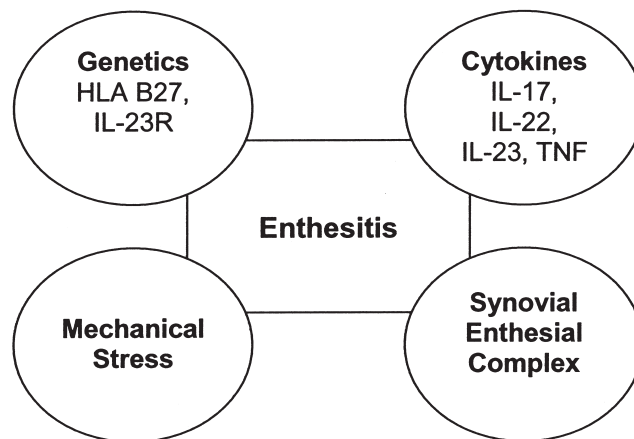 Genetics
HLA B27,
IL-23R
Cytokines
IL-17,
IL-22,
IL-23, TNF
Enthesitis
Mechanical
Stress
Synovial
Enthesial
Complex